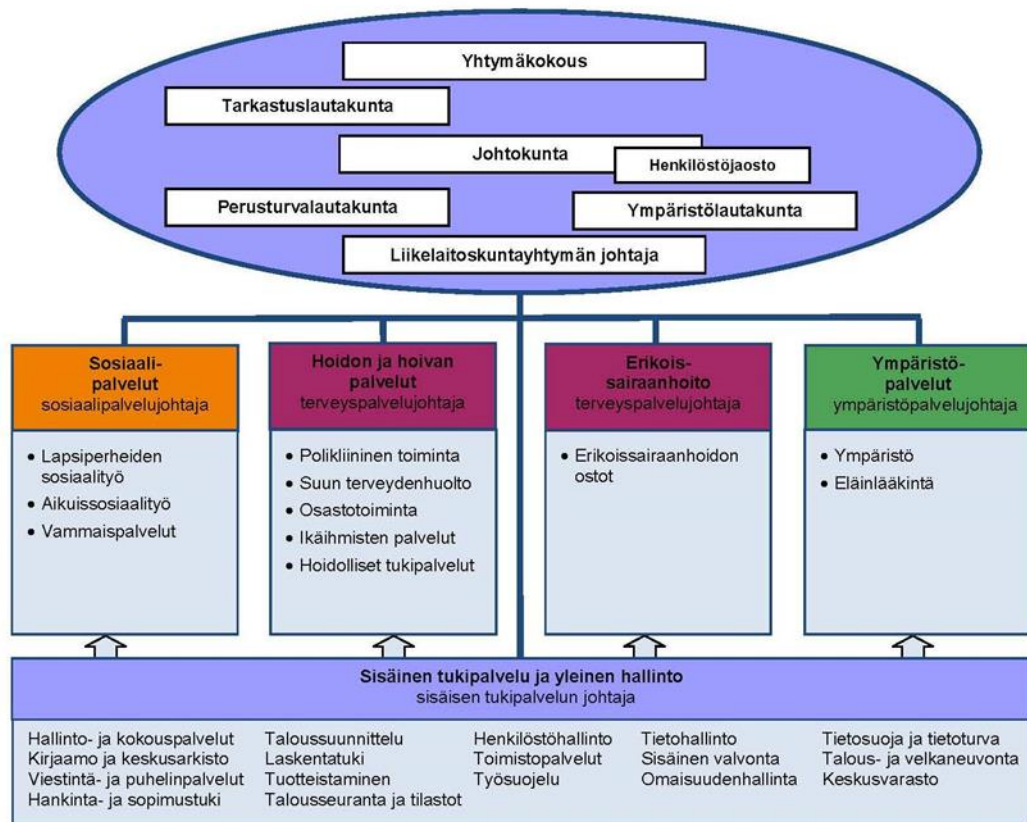 Yhtymäkokous
Tarkastuslautakunta
Johtokunta
Henkilöstöjaosto
Perusturvalautakunta
Ympäristölautakunta
Liikelaitoskuntayhtymän johtaja
Sosiaali-
palvelut
sosiaalipalvelujohtaja
• Lapsiperheiden
sosiaalityö
• Aikuissosiaalityö
• Vammaispalvelut
Hoidon ja hoivan
palvelut
terveyspalvelujohtaja
• Polikliininen toiminta
• Suun terveydenhuolto
• Osastotoiminta
• Ikäihmisten palvelut
• Hoidolliset tukipalvelut
Erikois-
sairaanhoito
terveyspalvelujohtaja
• Erikoissairaanhoidon
ostot
Ympäristö-
palvelut
ympäristöpalvelujohtaja
• Ympäristö
• Eläinlääkintä
Sisäinen tukipalvelu ja yleinen hallinto
sisäisen tukipalvelun johtaja
Hallinto- ja kokouspalvelut
Kirjaamo ja keskusarkisto
Viestintä- ja puhelinpalvelut
Hankinta- ja sopimustuki
Taloussuunnittelu
Laskentatuki
Tuotteistaminen
Talousseuranta ja tilastot
Henkilöstöhallinto
Toimistopalvelut
Työsuojelu
Tietohallinto
Sisäinen valvonta
Omaisuudenhallinta
Tietosuoja ja tietoturva
Talous- ja velkaneuvonta
Keskusvarasto